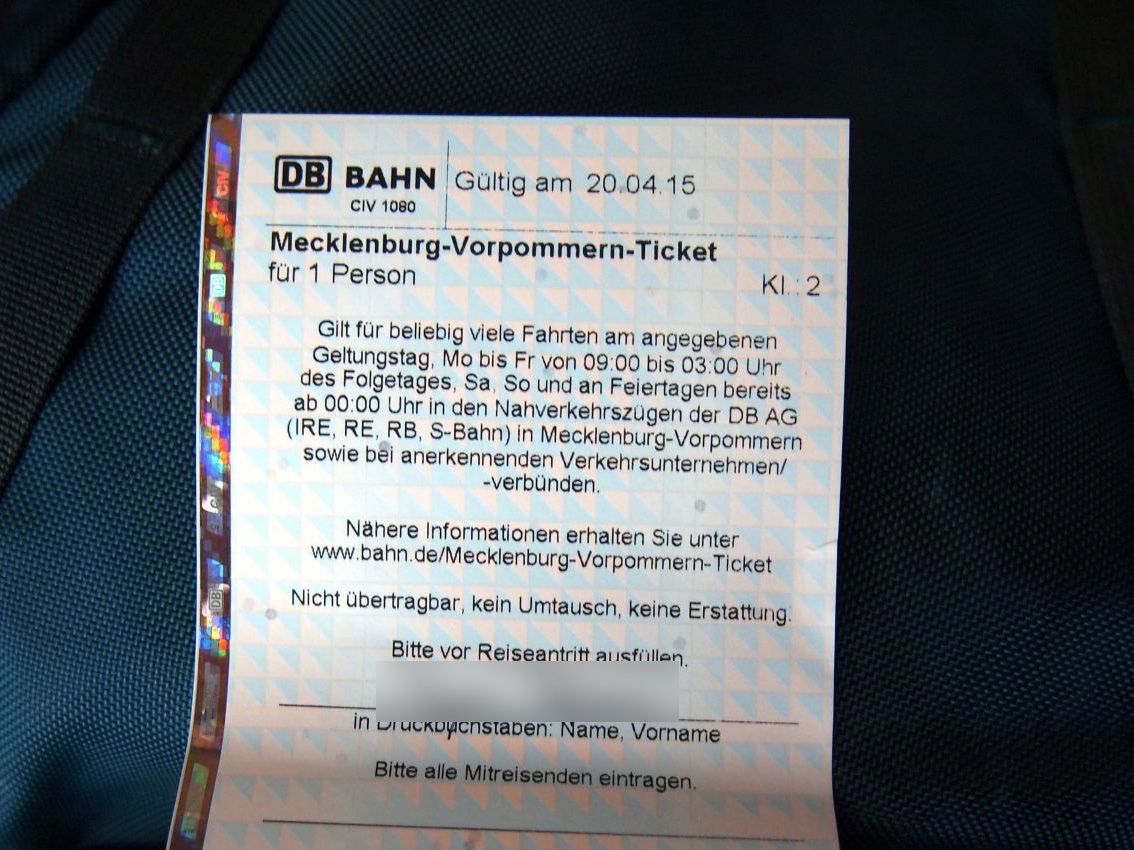 DB BAHN Gültig am 20.04.15
CIV 1080
Mecklenburg-Vorpommern-Ticket
für 1 Person Kl.: 2
Gilt für beliebig viele Fahrten am angegebenen
Geltungstag, Mo bis Fr von 09:00 bis 03:00 Uhr
des Folgetages, Sa, So und an Feiertagen bereits
ab 00:00 Uhr in den Nahverkehrszügen der DB AG
(IRE, RE, RB, S-Bahn) in Mecklenburg-Vorpommern
sowie bei anerkennenden Verkehrsunternehmen/
-verbünden.
Nähere Informationen erhalten Sie unter
www.bahn.de/Mecklenburg-Vorpommern-Ticket
Nicht übertragbar, kein Umtausch, keine Erstattung.
Bitte vor Reiseantritt ausfüllen.
in Druckbuchstaben: Name, Vorname
Bitte alle Mitreisenden eintragen.
CIV
DB
DB